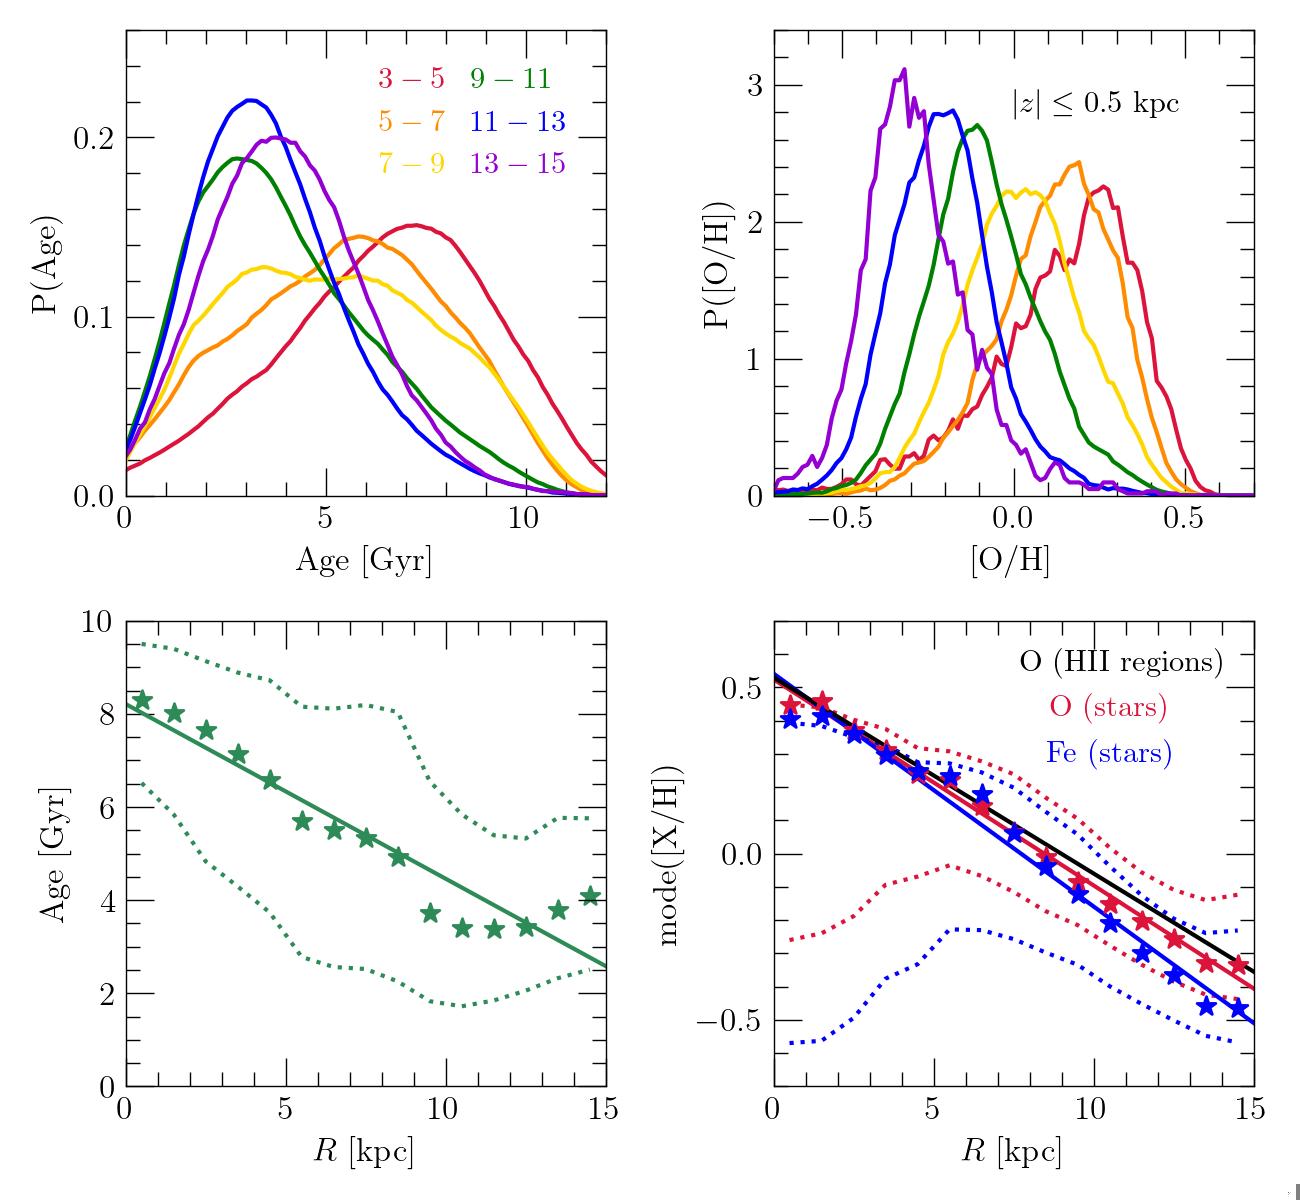 3 − 5 9 − 11
5 − 7 11 − 13
7 − 9 13 − 15
0.2
0.1
0.0
P(Age)
0 5 10
Age [Gyr]
|z| ≤ 0.5 kpc
3
2
1
0
P([O/H])
−0.5 0.0 0.5
[O/H]
10
8
6
4
2
0
Age [Gyr]
0 5 10 15
R [kpc]
O (HII regions)
O (stars)
Fe (stars)
0.5
0.0
−0.5
mode([X/H])
0 5 10 15
R [kpc]